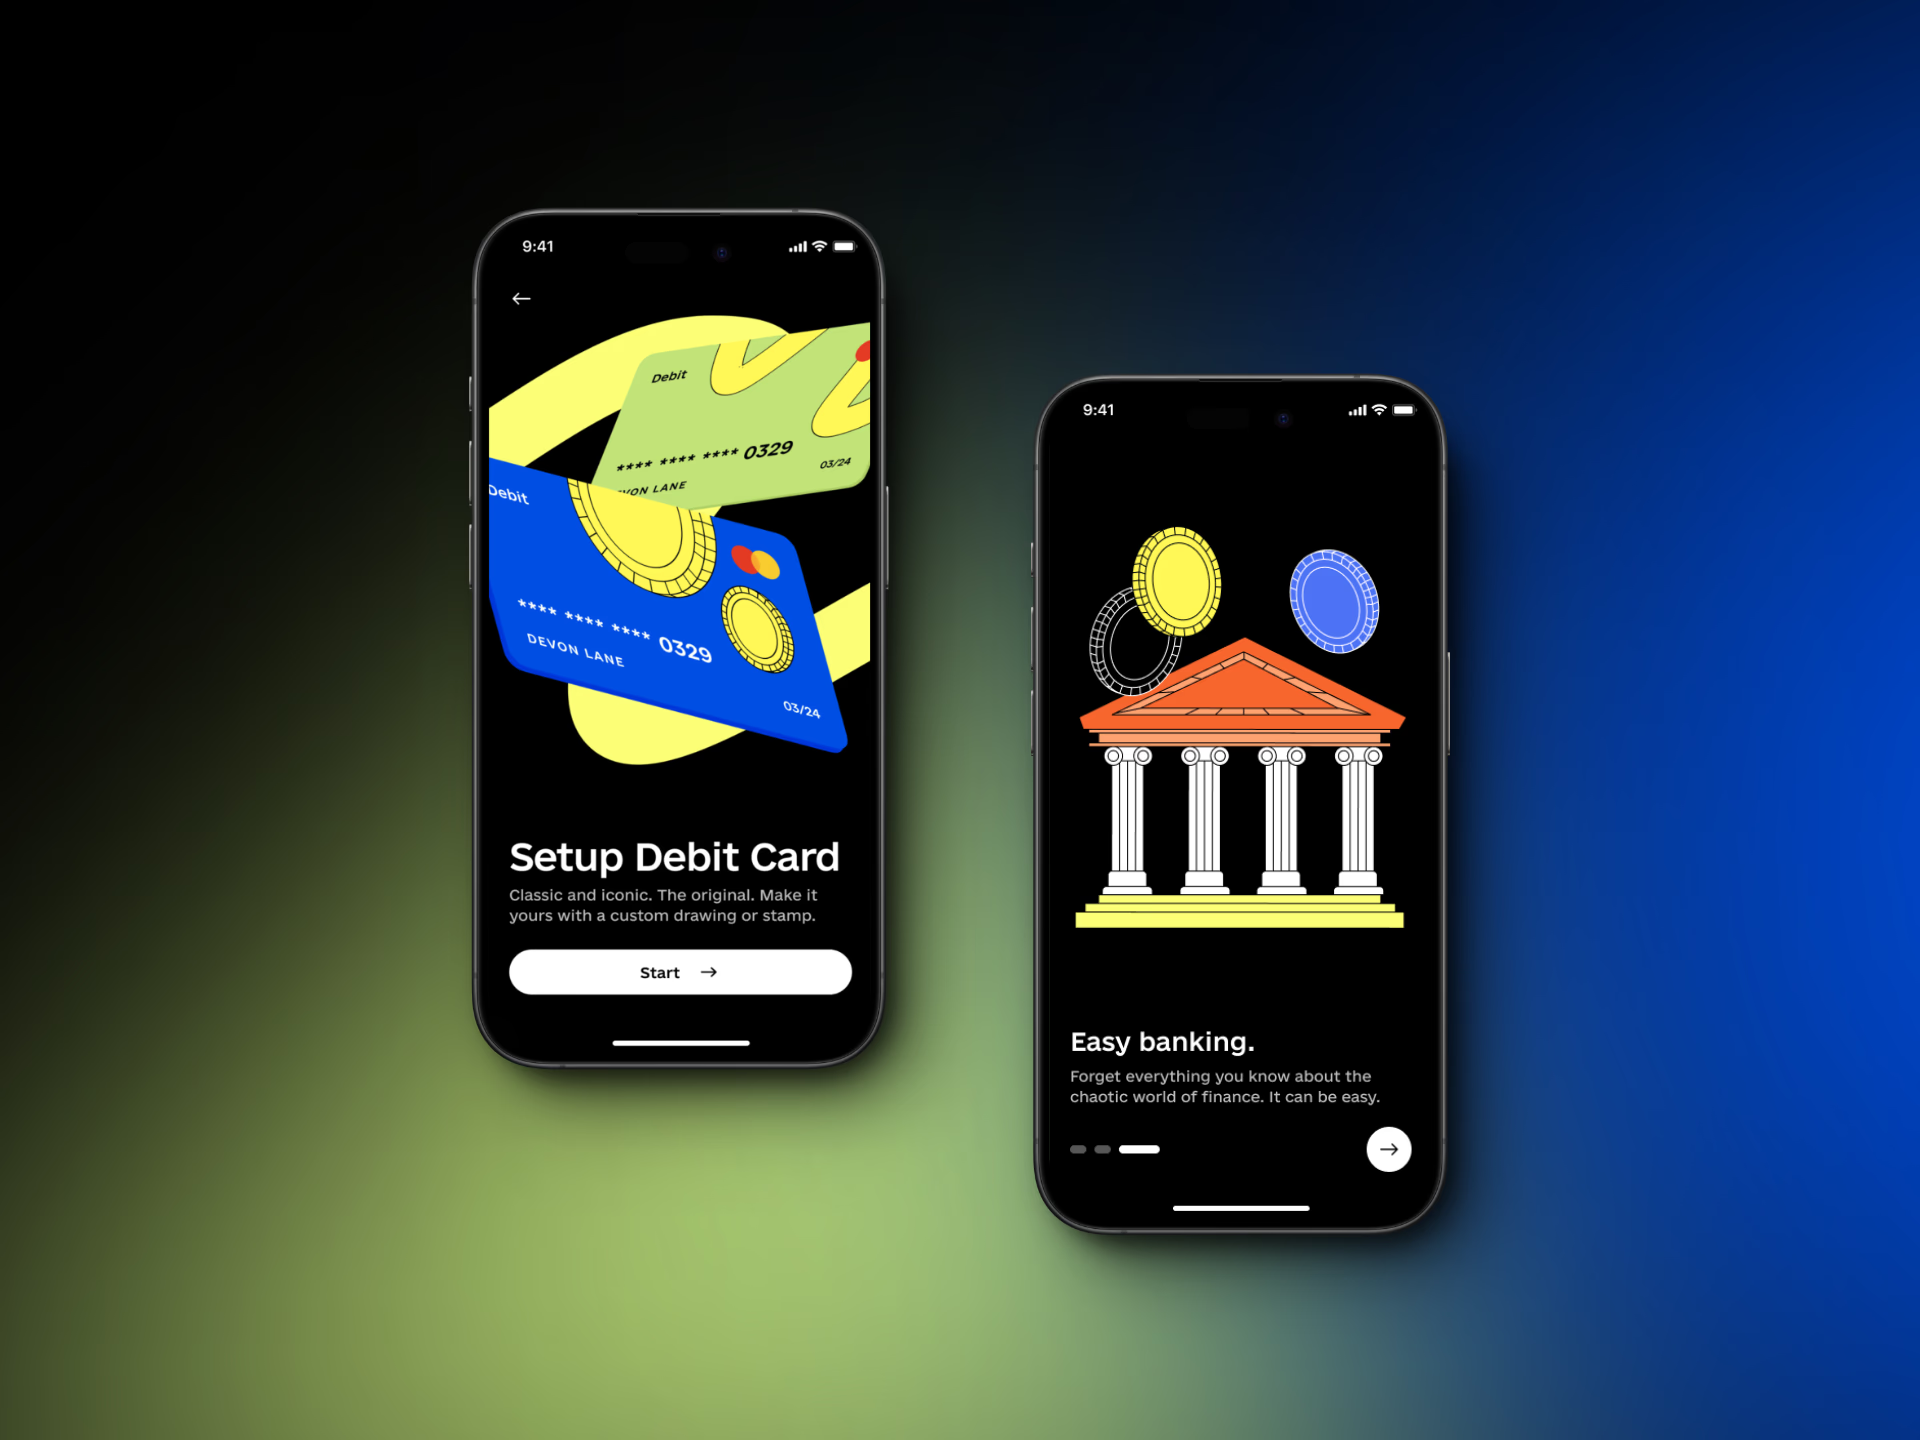 9:41
Debit
**** **** **** 0329
03/24
VON LANE
Debit
**** **** **** 0329
DEVON LANE
03/24
Setup Debit Card
Classic and iconic. The original. Make it
yours with a custom drawing or stamp.
Start
9:41
Easy banking.
Forget everything you know about the
chaotic world of finance. It can be easy.